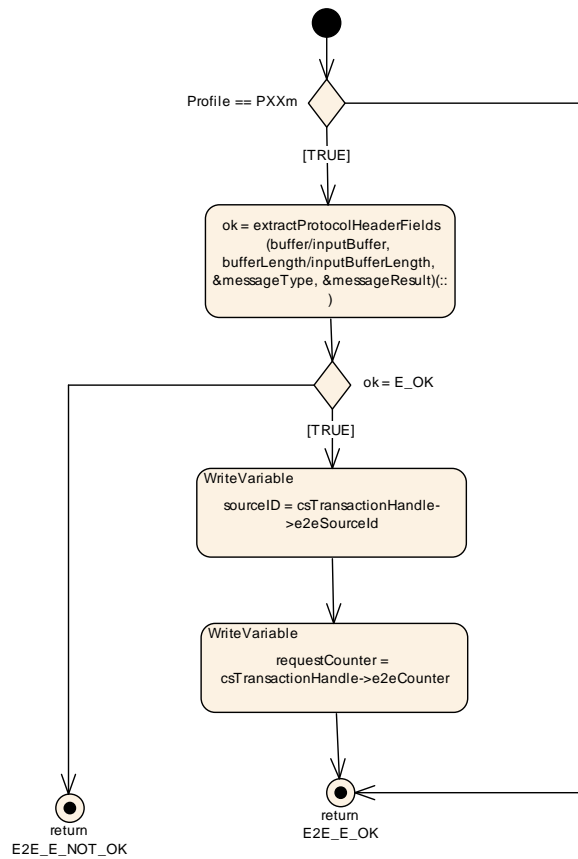 Profile == PXXm
[TRUE]
ok = extractProtocolHeaderFields
(buffer/inputBuffer,
bufferLength/inputBufferLength,
&messageType, &messageResult)(::
)
ok = E_OK
[TRUE]
WriteVariable
sourceID = csTransactionHandle-
>e2eSourceId
WriteVariable
requestCounter =
csTransactionHandle->e2eCounter
return
E2E_E_OK
return
E2E_E_NOT_OK